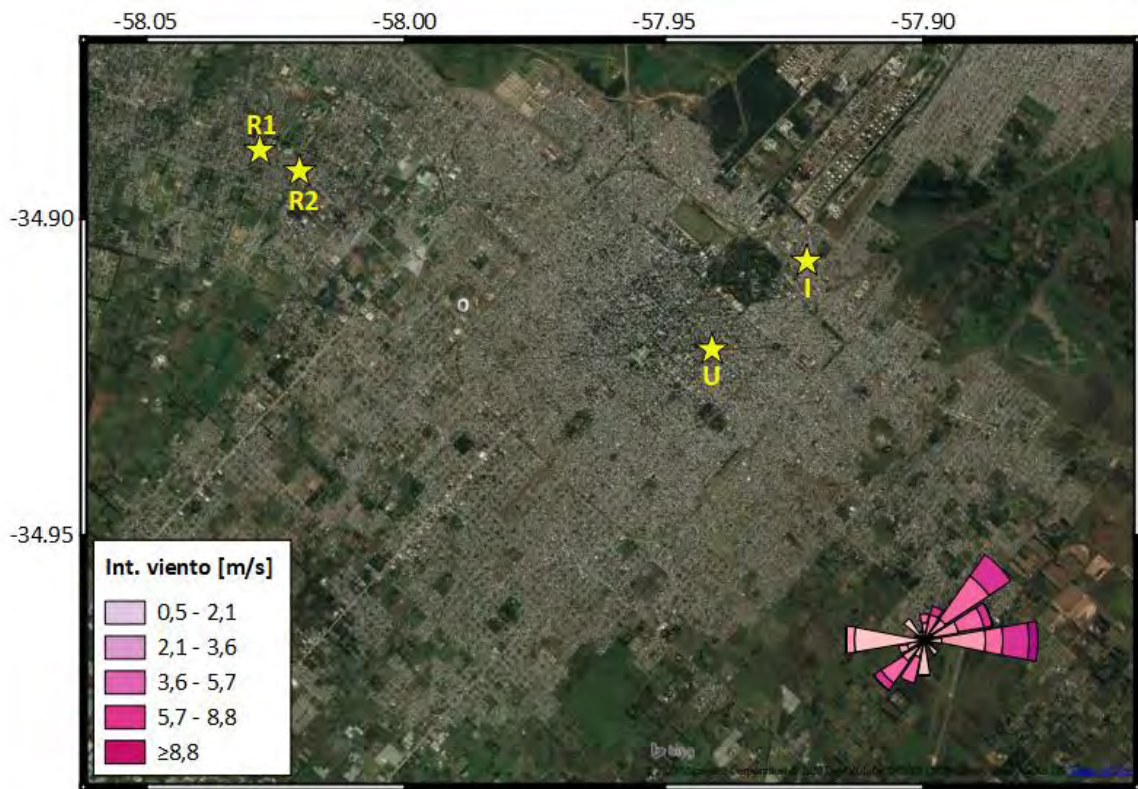 -58.05 -58.00 -57.95 -57.90
R1
R2
-34.90
I
U
-34.95
Int. viento [m/s]
0,5 - 2,1
2,1 - 3,6
3,6 - 5,7
5,7 - 8,8
≥8,8